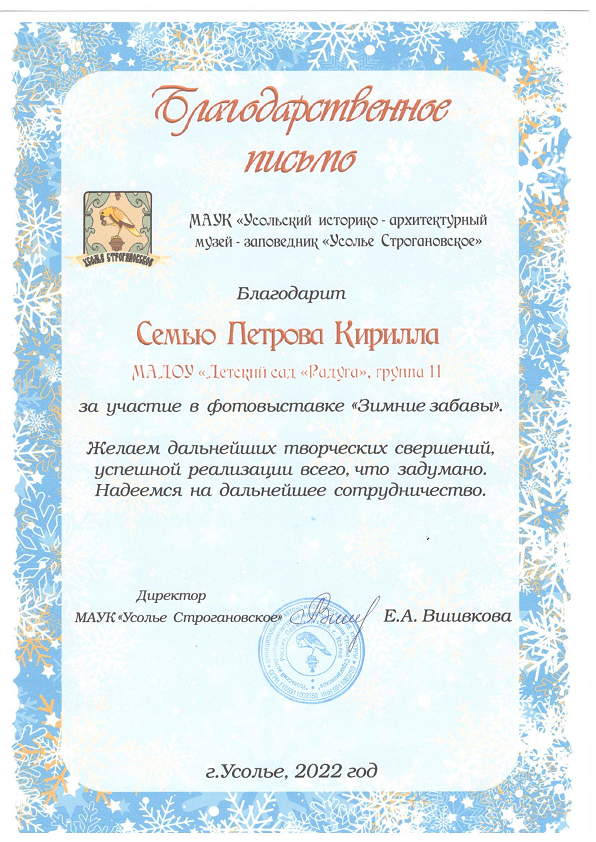 Благодарственное
письмо
МАУК «Усольский историко - архитектурный
музей - заповедник «Усолье Строгановское»
УСОЛЬЕ СТРОГАНОВСКОЕ
Благодарит
Семью Петрова Кирилла
МАДОУ «Детский сад «Радуга», группа 11
за участие в фотовыставке «Зимние забавы».
Желаем дальнейших творческих свершений,
успешной реализации всего, что задумано.
Надеемся на дальнейшее сотрудничество.
Директор
МАУК «Усолье Строгановское»
Е.А. Вшивкова
г.Усолье, 2022 год